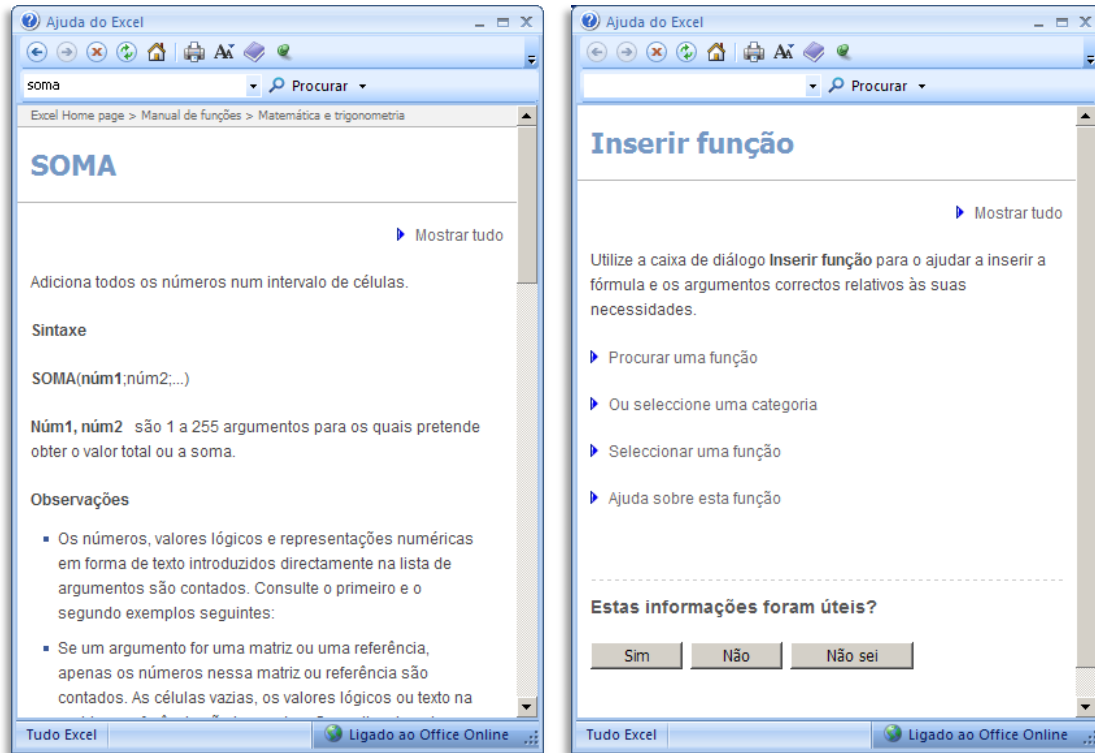 Ajuda do Excel
soma
Procurar
Excel Home page > Manual de funções > Matemática e trigonometria
SOMA
Mostrar tudo
Adiciona todos os números num intervalo de células.
Sintaxe
SOMA(núm1;núm2;...)
Núm1, núm2 são 1 a 255 argumentos para os quais pretende
obter o valor total ou a soma.
Observações
Os números, valores lógicos e representações numéricas
em forma de texto introduzidos directamente na lista de
argumentos são contados. Consulte o primeiro e o
segundo exemplos seguintes:
Se um argumento for uma matriz ou uma referência,
apenas os números nessa matriz ou referência são
contados. As células vazias, os valores lógicos ou texto na
Tudo Excel
Ligado ao Office Online
Ajuda do Excel
Procurar
Inserir função
Mostrar tudo
Utilize a caixa de diálogo Inserir função para o ajudar a inserir a
fórmula e os argumentos correctos relativos às suas
necessidades.
Procurar uma função
Ou seleccione uma categoria
Seleccionar uma função
Ajuda sobre esta função
Estas informações foram úteis?
Sim Não Não sei
Tudo Excel
Ligado ao Office Online